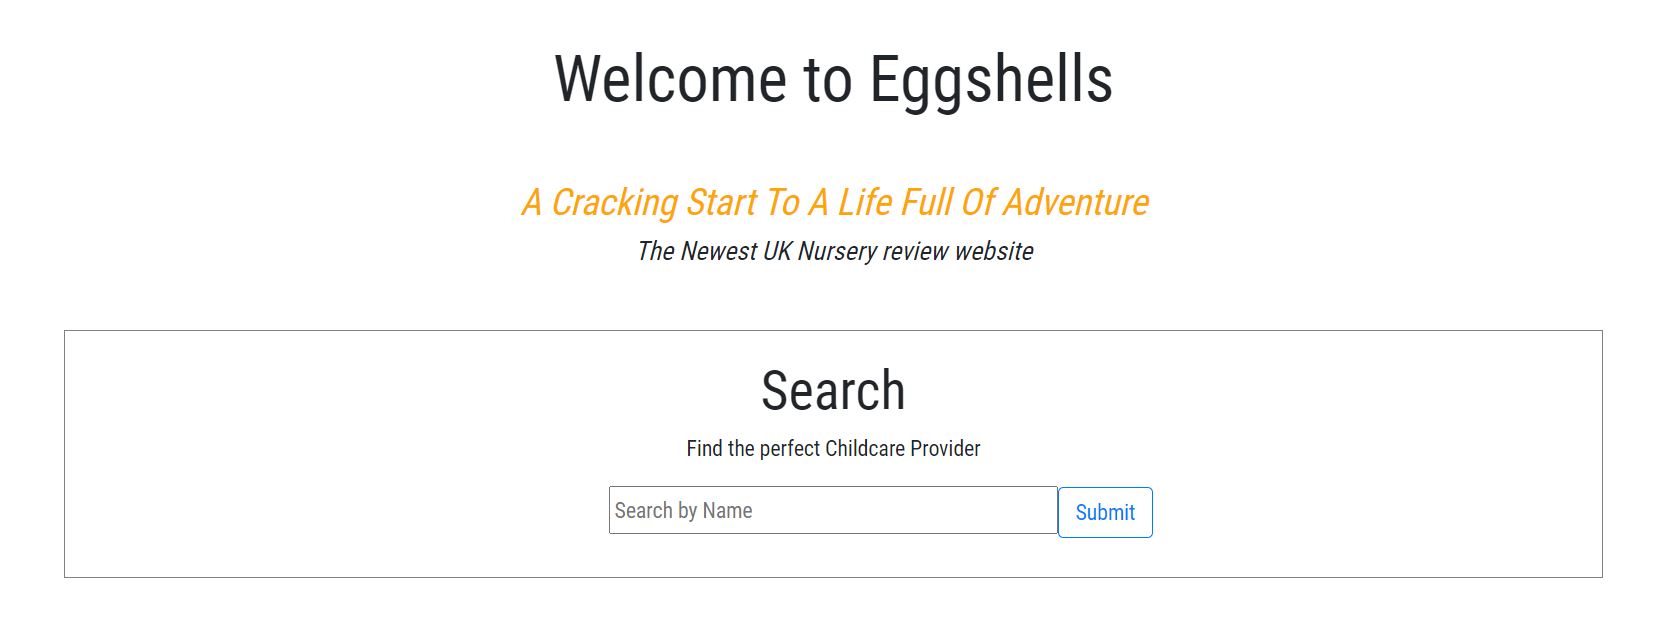 Welcome to Eggshells
A Cracking Start To A Life Full Of Adventure
The Newest UK Nursery review website
Search
Find the perfect Childcare Provider
Search by Name
Submit